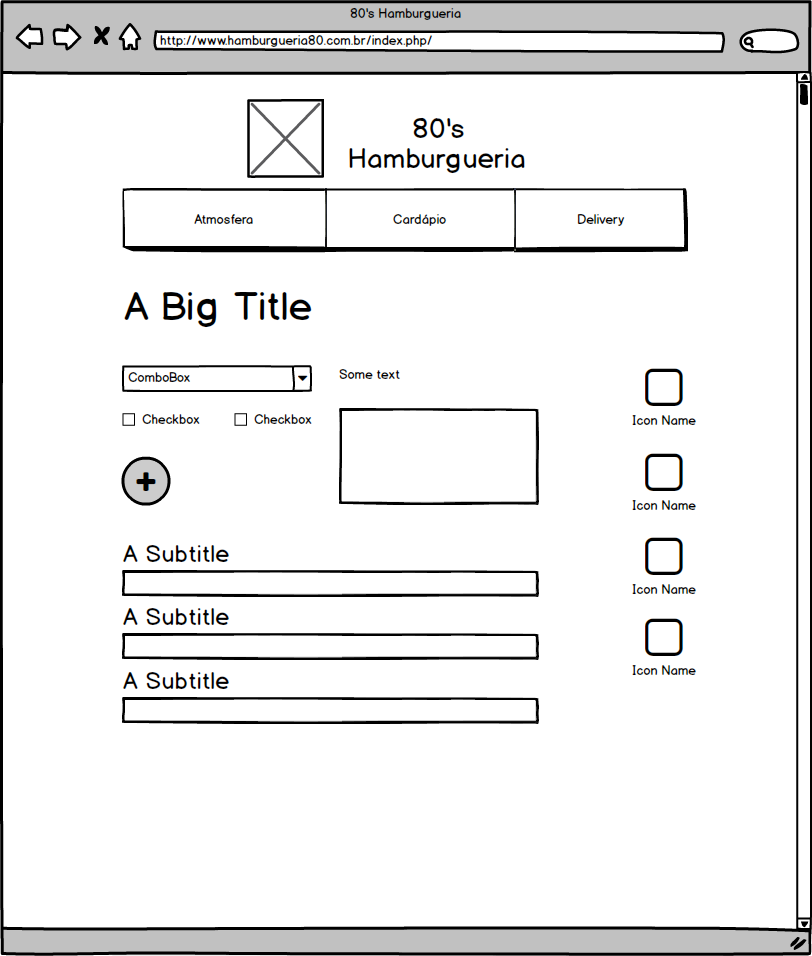 80's Hamburgueria
http://www.hamburgueria80.com.br/index.php/
80's
Hamburgueria
Atmosfera
Cardápio
Delivery
A Big Title
ComboBox
Some text
Checkbox
Checkbox
Icon Name
Icon Name
A Subtitle
Icon Name
A Subtitle
Icon Name
A Subtitle